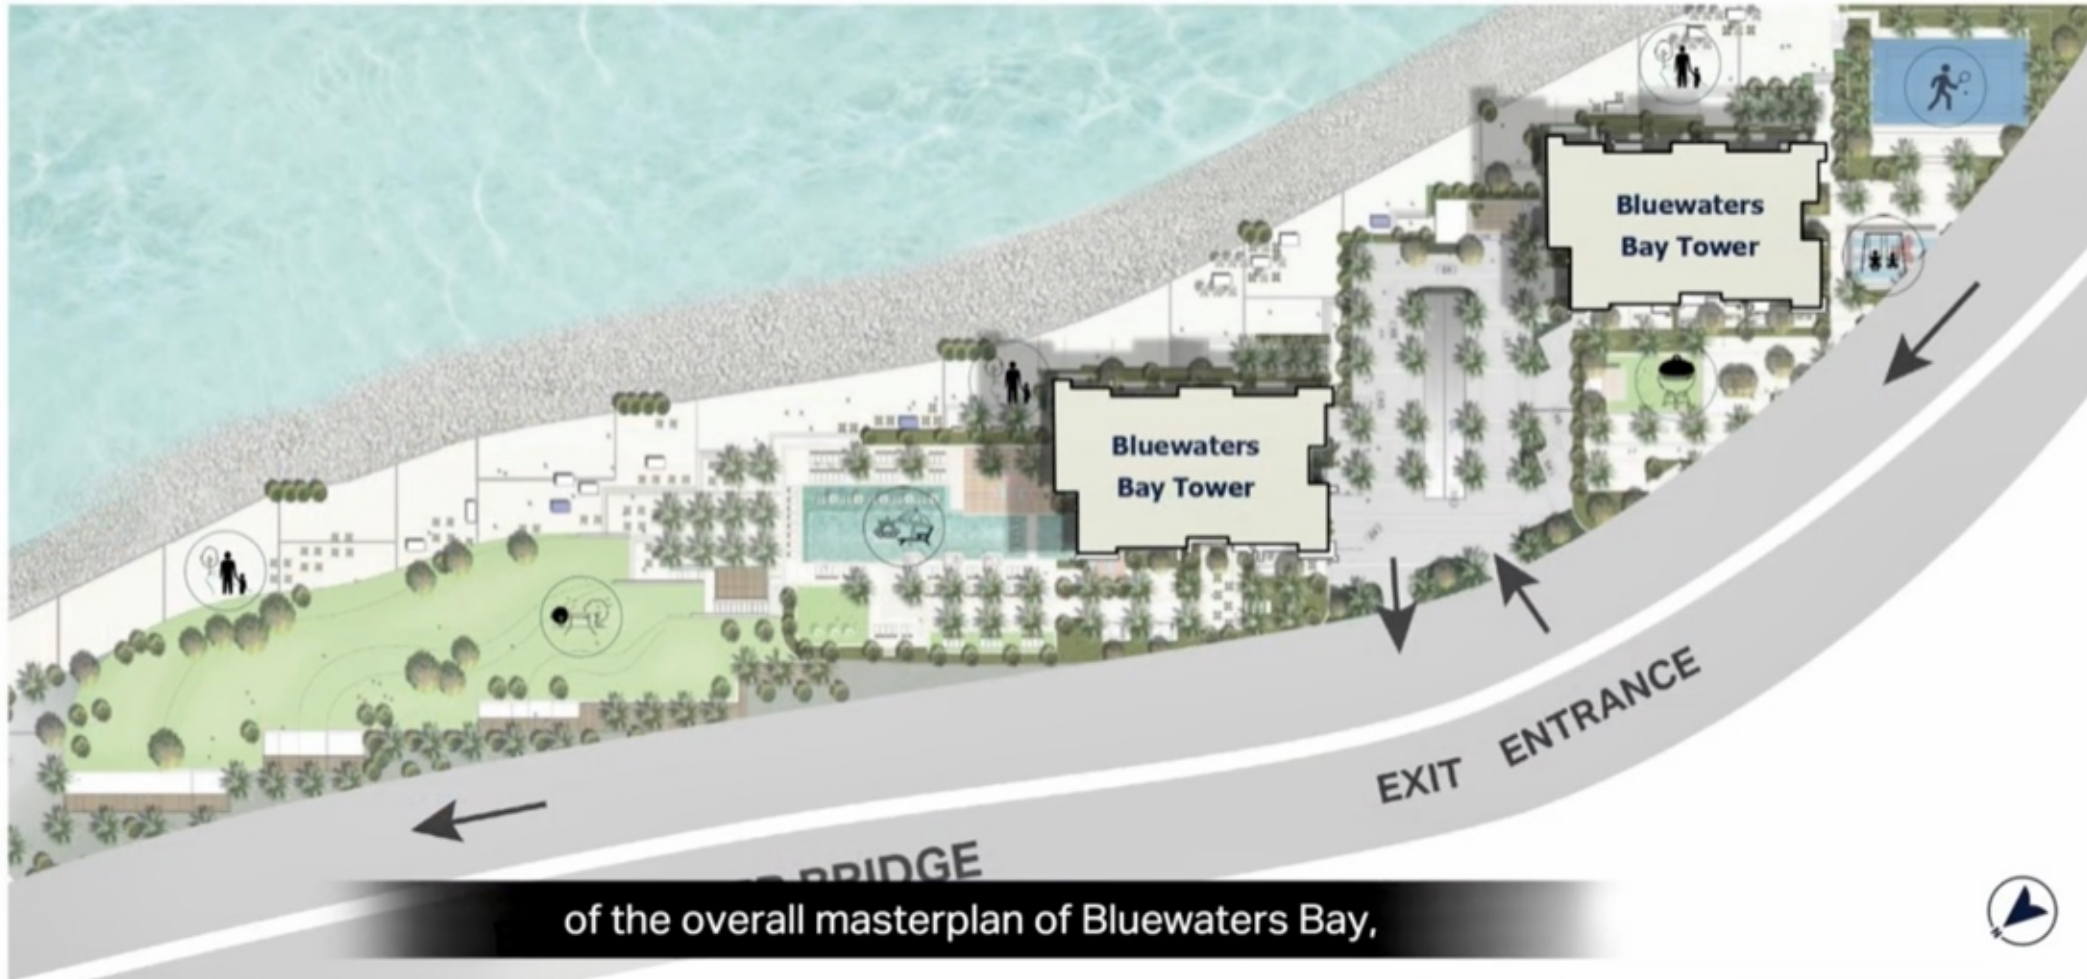 Bluewaters
Bay Tower
Bluewaters
Bay Tower
EXIT ENTRANCE
BRIDGE
of the overall masterplan of Bluewaters Bay,
N